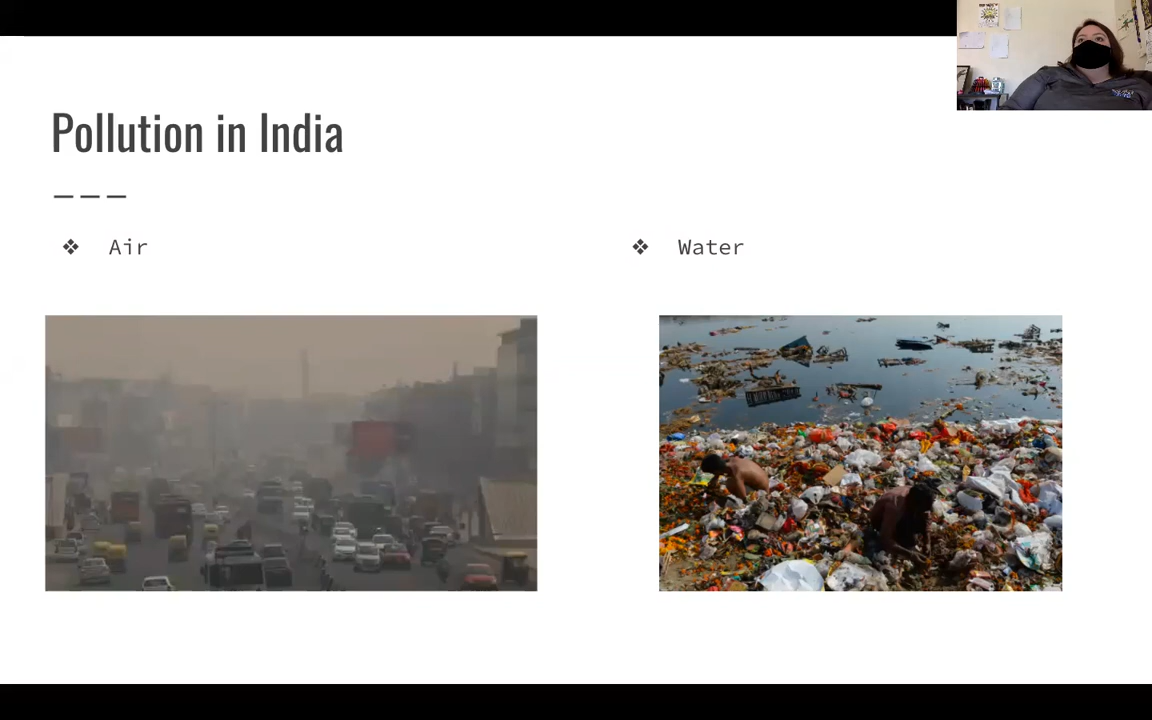 Pollution in India
❖ Air
❖ Water